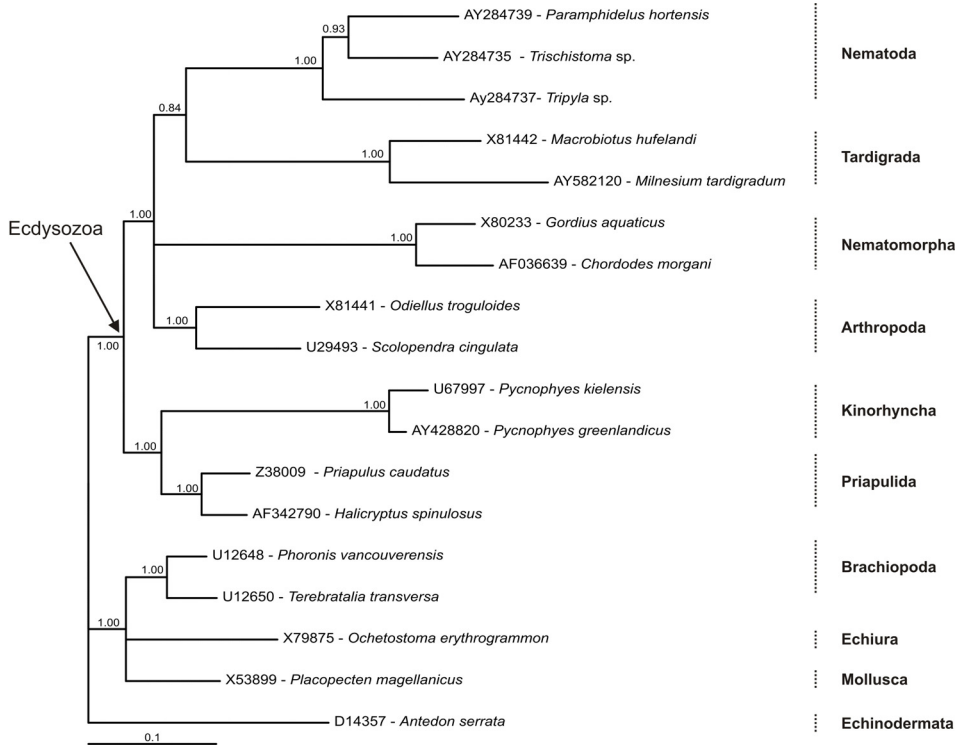 AY284739 - Paramphidelus hortensis
0.93
AY284735 - Trischistoma sp.
Nematoda
1.00
Ay284737- Tripyla sp.
0.84
X81442 - Macrobiotus hufelandi
1.00
Tardigrada
AY582120 - Milnesium tardigradum
1.00
X80233 - Gordius aquaticus
Ecdysozoa
1.00
Nematomorpha
AF036639 - Chordodes morgani
X81441 - Odiellus troguloides
1.00
Arthropoda
1.00
U29493 - Scolopendra cingulata
U67997 - Pycnophyes kielensis
1.00
Kinorhyncha
AY428820 - Pycnophyes greenlandicus
1.00
Z38009 - Priapulus caudatus
Priapulida
1.00
AF342790 - Halicryptus spinulosus
U12648 - Phoronis vancouverensis
1.00
Brachiopoda
U12650 - Terebratalia transversa
1.00
X79875 - Ochetostoma erythrogrammon
Echiura
X53899 - Placopecten magellanicus
Mollusca
D14357 - Antedon serrata
Echinodermata
0.1